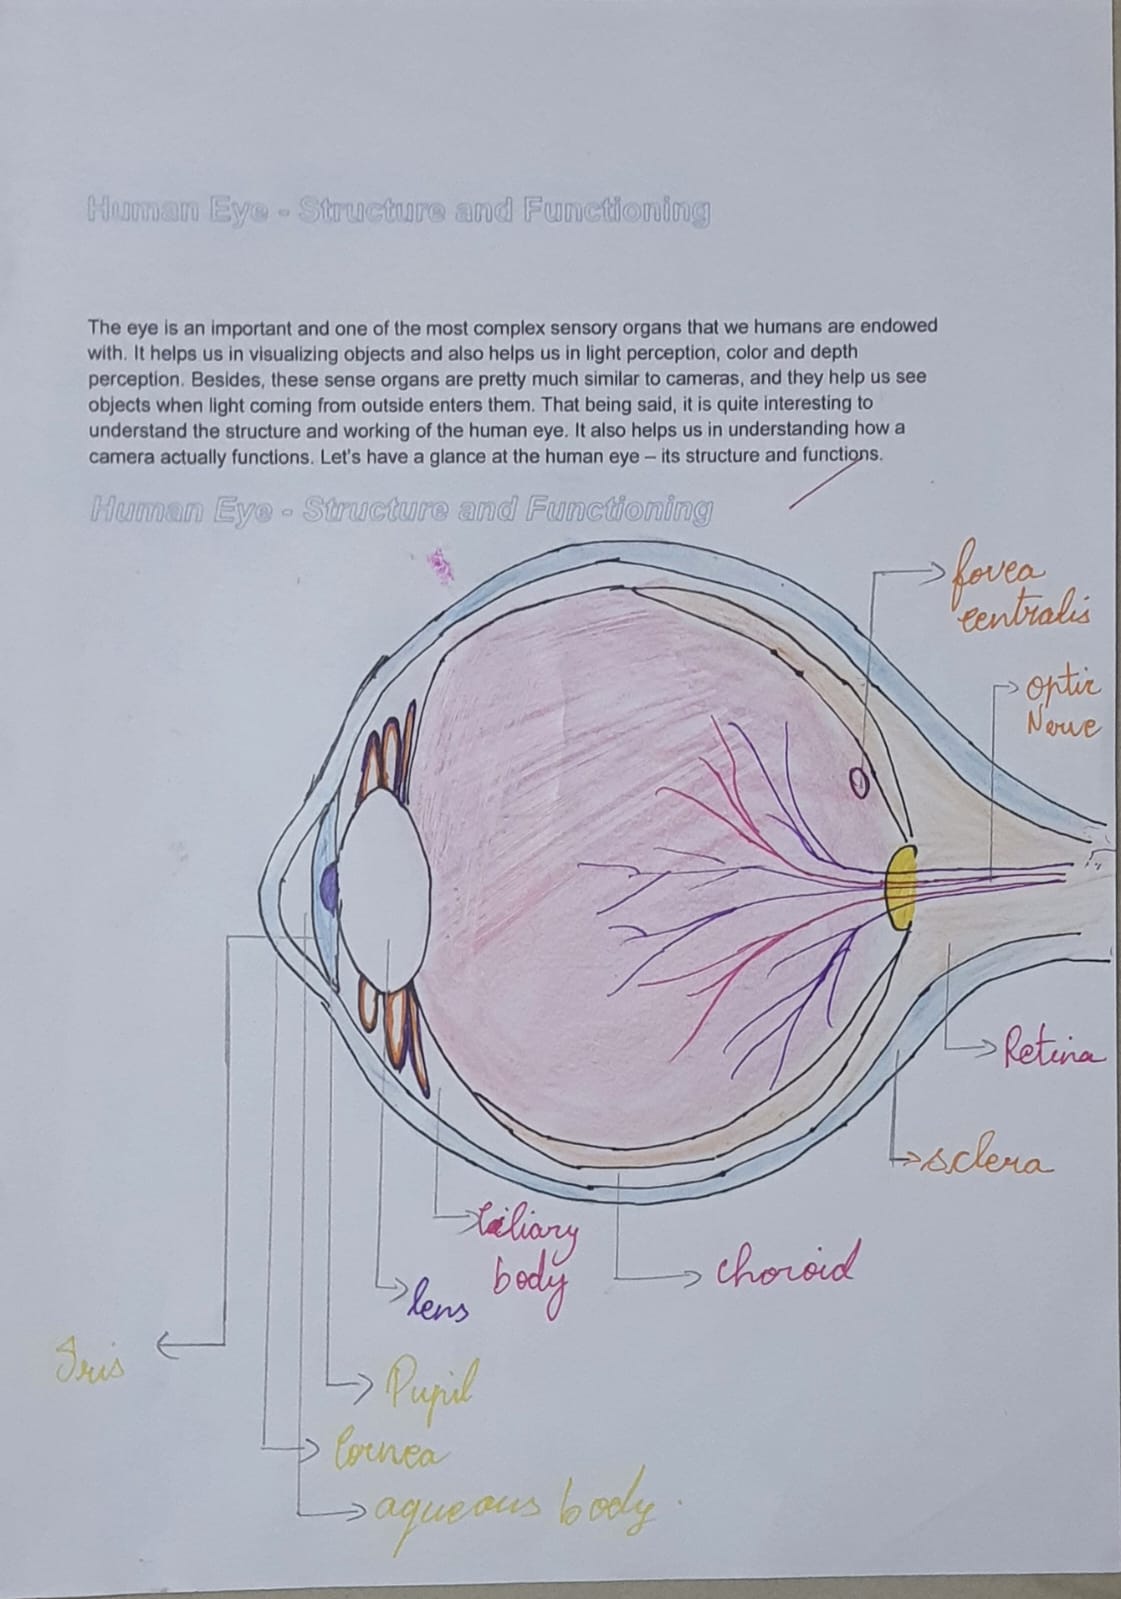 Human Eye - Structure and Functioning
The eye is an important and one of the most complex sensory organs that we humans are endowed
with. It helps us in visualizing objects and also helps us in light perception, color and depth
perception. Besides, these sense organs are pretty much similar to cameras, and they help us see
objects when light coming from outside enters them. That being said, it is quite interesting to
understand the structure and working of the human eye. It also helps us in understanding how a
camera actually functions. Let's have a glance at the human eye – its structure and functions.
Human Eye - Structure and Functioning
fovea
centralis
optic
Nerve
Retina
sclera
Ciliary
body
choroid
lens
Iris
Pupil
Cornea
aqueous body.